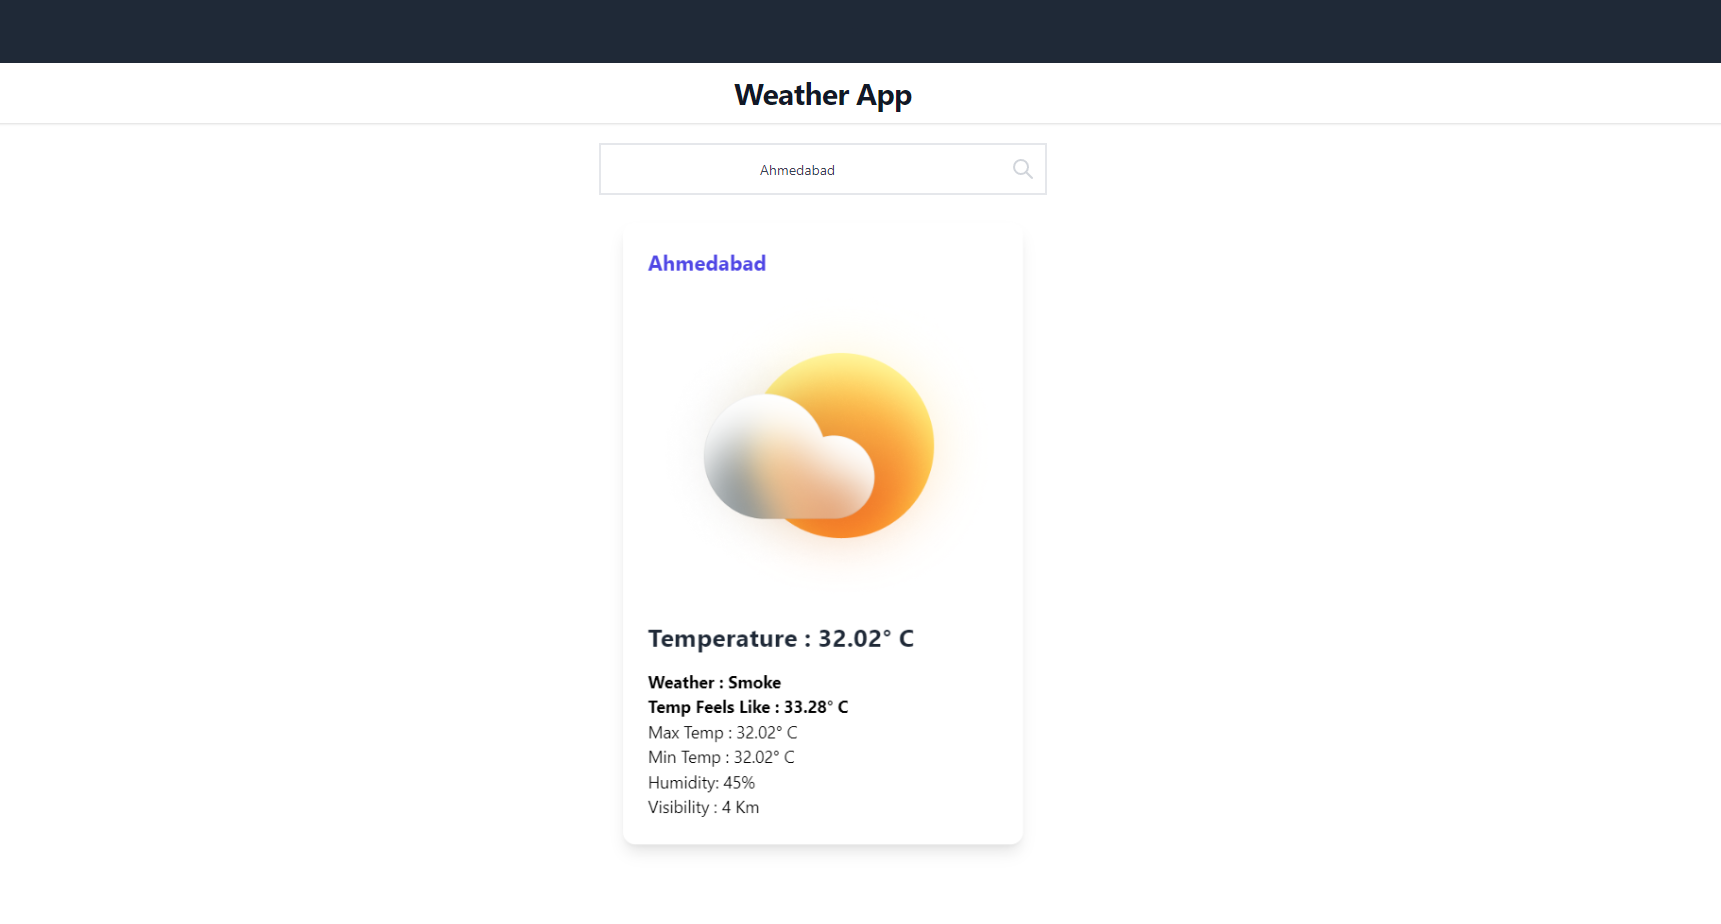 Weather App
Ahmedabad
Ahmedabad
Temperature : 32.02° C
Weather : Smoke
Temp Feels Like : 33.28° C
Max Temp : 32.02° C
Min Temp : 32.02° C
Humidity: 45%
Visibility : 4 Km